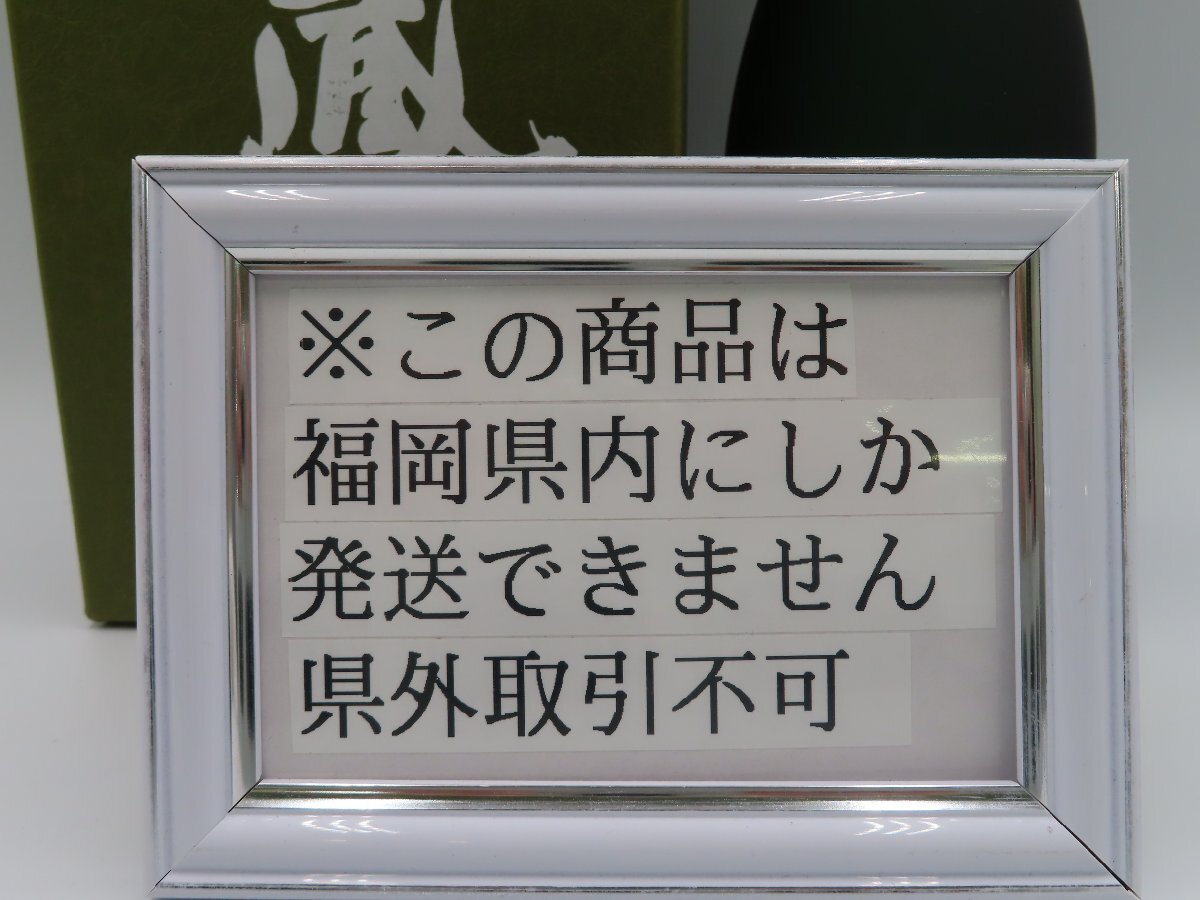 ※この商品は
福岡県内にしか
発送できません
県外取引不可